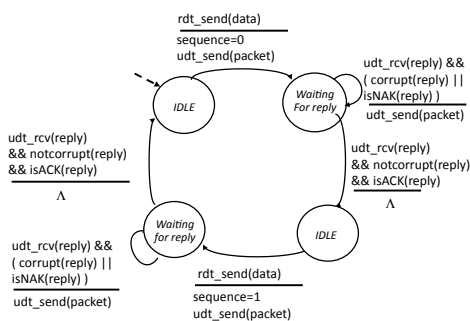 rdt_send(data)
sequence=0
udt_send(packet)
IDLE
Waiting
For reply
udt_rcv(reply) &&
( corrupt(reply) ||
isNAK(reply) )
udt_send(packet)
udt_rcv(reply)
&& notcorrupt(reply)
&& isACK(reply)
Λ
udt_rcv(reply)
&& notcorrupt(reply)
&& isACK(reply)
Λ
Waiting
for reply
IDLE
udt_rcv(reply) &&
( corrupt(reply) ||
isNAK(reply) )
udt_send(packet)
rdt_send(data)
sequence=1
udt_send(packet)